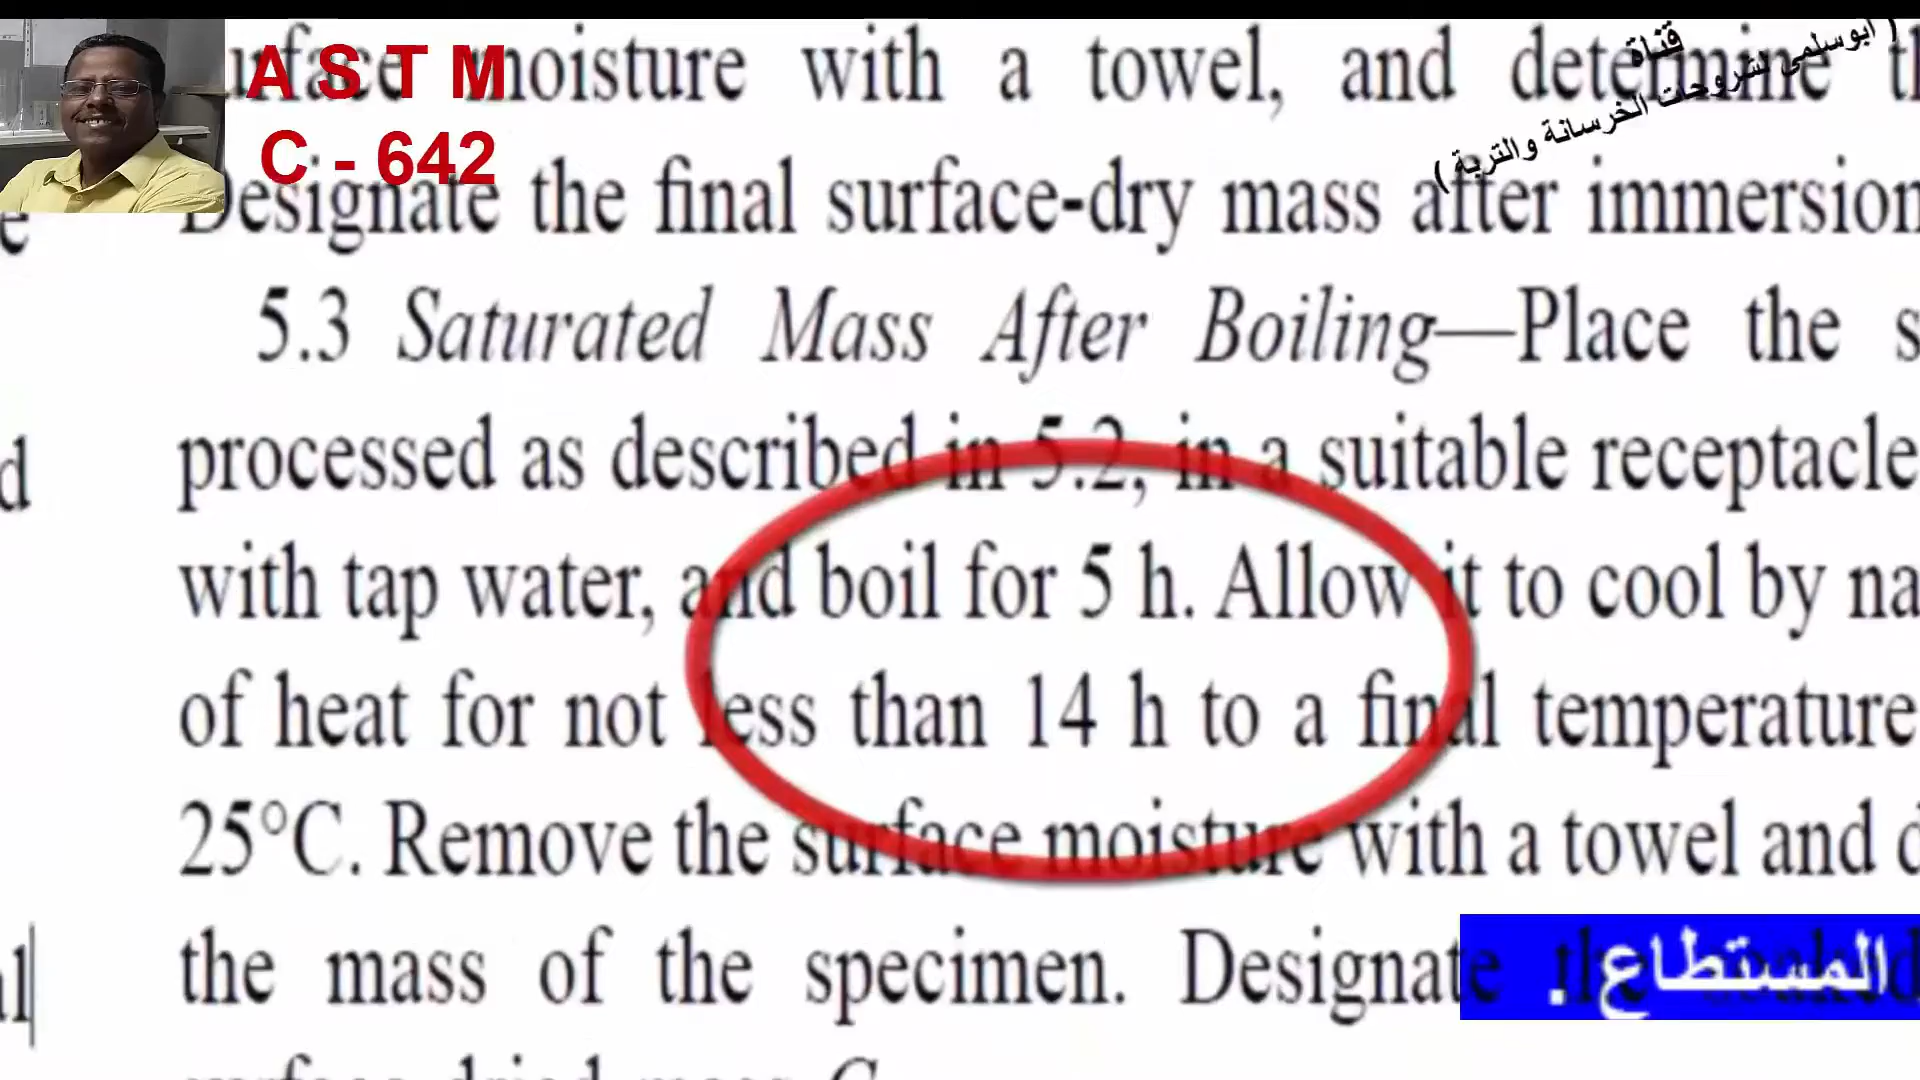 ASTM
C - 642
قناة
( ابوسلمى لشروحات الخرسانة والتربة )
urface moisture with a towel, and determine th
Designate the final surface-dry mass after immersion
5.3 Saturated Mass After Boiling—Place the s
processed as described in 5.2, in a suitable receptacle
with tap water, and boil for 5 h. Allow it to cool by na
of heat for not less than 14 h to a final temperature
25°C. Remove the surface moisture with a towel and d
the mass of the specimen. Designate the soaked
المستطاع .